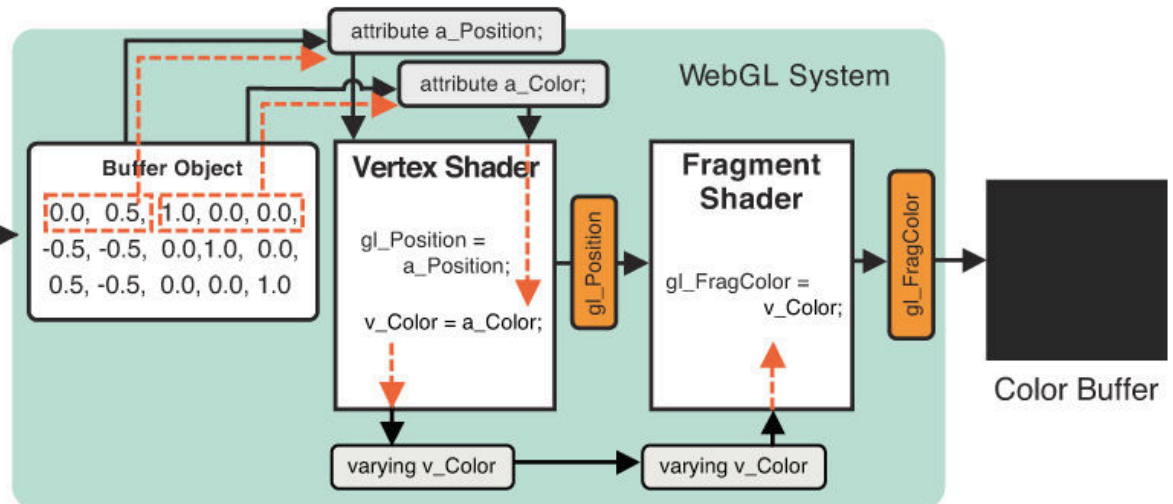 attribute a_Position;
attribute a_Color;
WebGL System
Buffer Object
0.0, 0.5, 1.0, 0.0, 0.0,
-0.5, -0.5, 0.0,1.0, 0.0,
0.5, -0.5, 0.0, 0.0, 1.0
Vertex Shader
gl_Position =
a_Position;
v_Color = a_Color;
gl_Position
Fragment
Shader
gl_FragColor =
v_Color;
gl_FragColor
Color Buffer
varying v_Color
varying v_Color